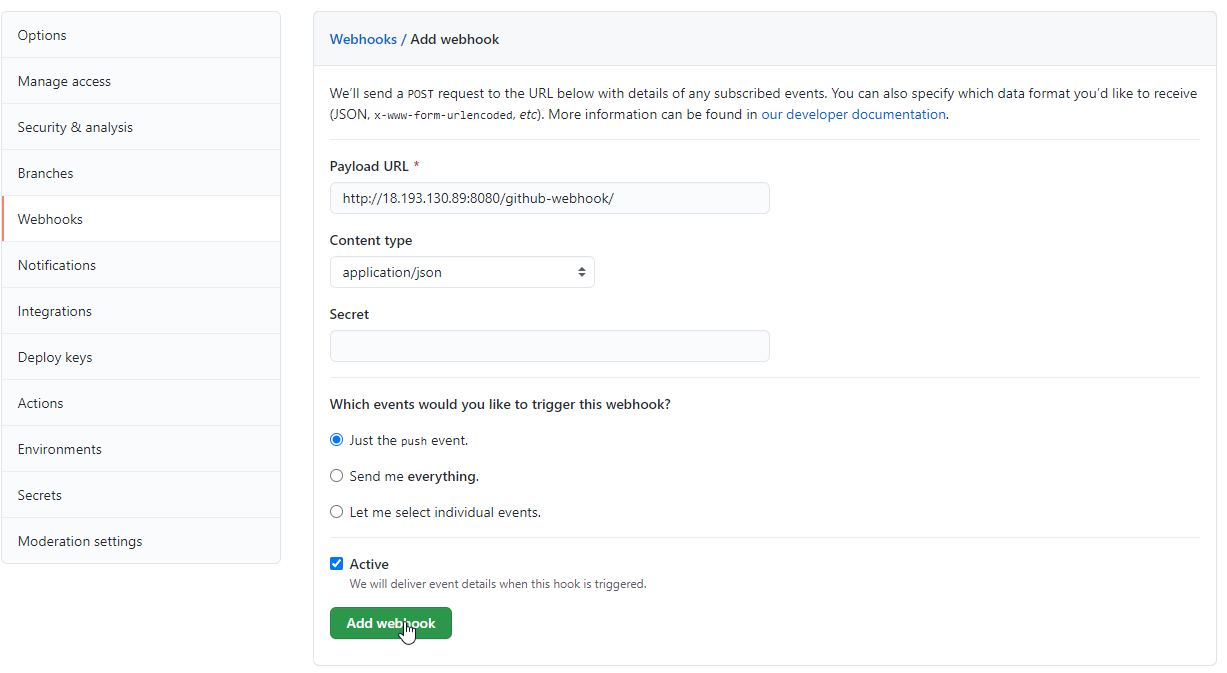 Options
Manage access
Security & analysis
Branches
Webhooks
Notifications
Integrations
Deploy keys
Actions
Environments
Secrets
Moderation settings
Webhooks / Add webhook
We’ll send a POST request to the URL below with details of any subscribed events. You can also specify which data format you’d like to receive
(JSON, x-www-form-urlencoded, etc). More information can be found in our developer documentation.
Payload URL *
http://18.193.130.89:8080/github-webhook/
Content type
application/json
Secret
Which events would you like to trigger this webhook?
Just the push event.
Send me everything.
Let me select individual events.
Active
We will deliver event details when this hook is triggered.
Add webhook